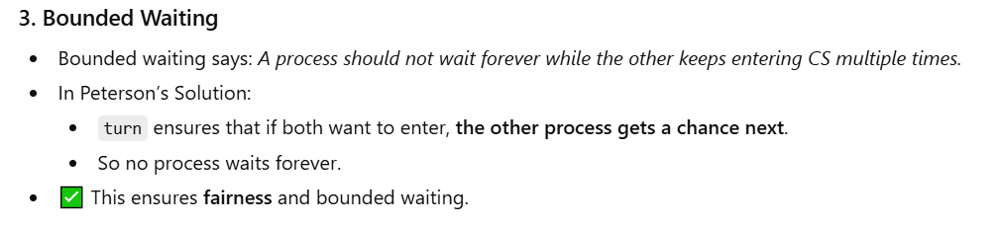 3. Bounded Waiting
• Bounded waiting says: A process should not wait forever while the other keeps entering CS multiple times.
• In Peterson’s Solution:
• turn ensures that if both want to enter, the other process gets a chance next.
• So no process waits forever.
• ✅ This ensures fairness and bounded waiting.